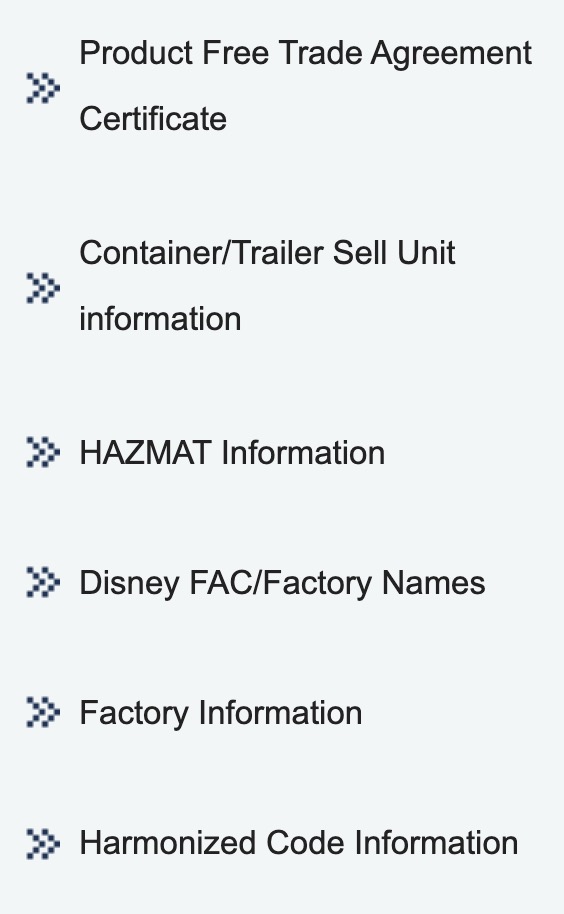 Product Free Trade Agreement
Certificate
Container/Trailer Sell Unit
information
HAZMAT Information
Disney FAC/Factory Names
Factory Information
Harmonized Code Information